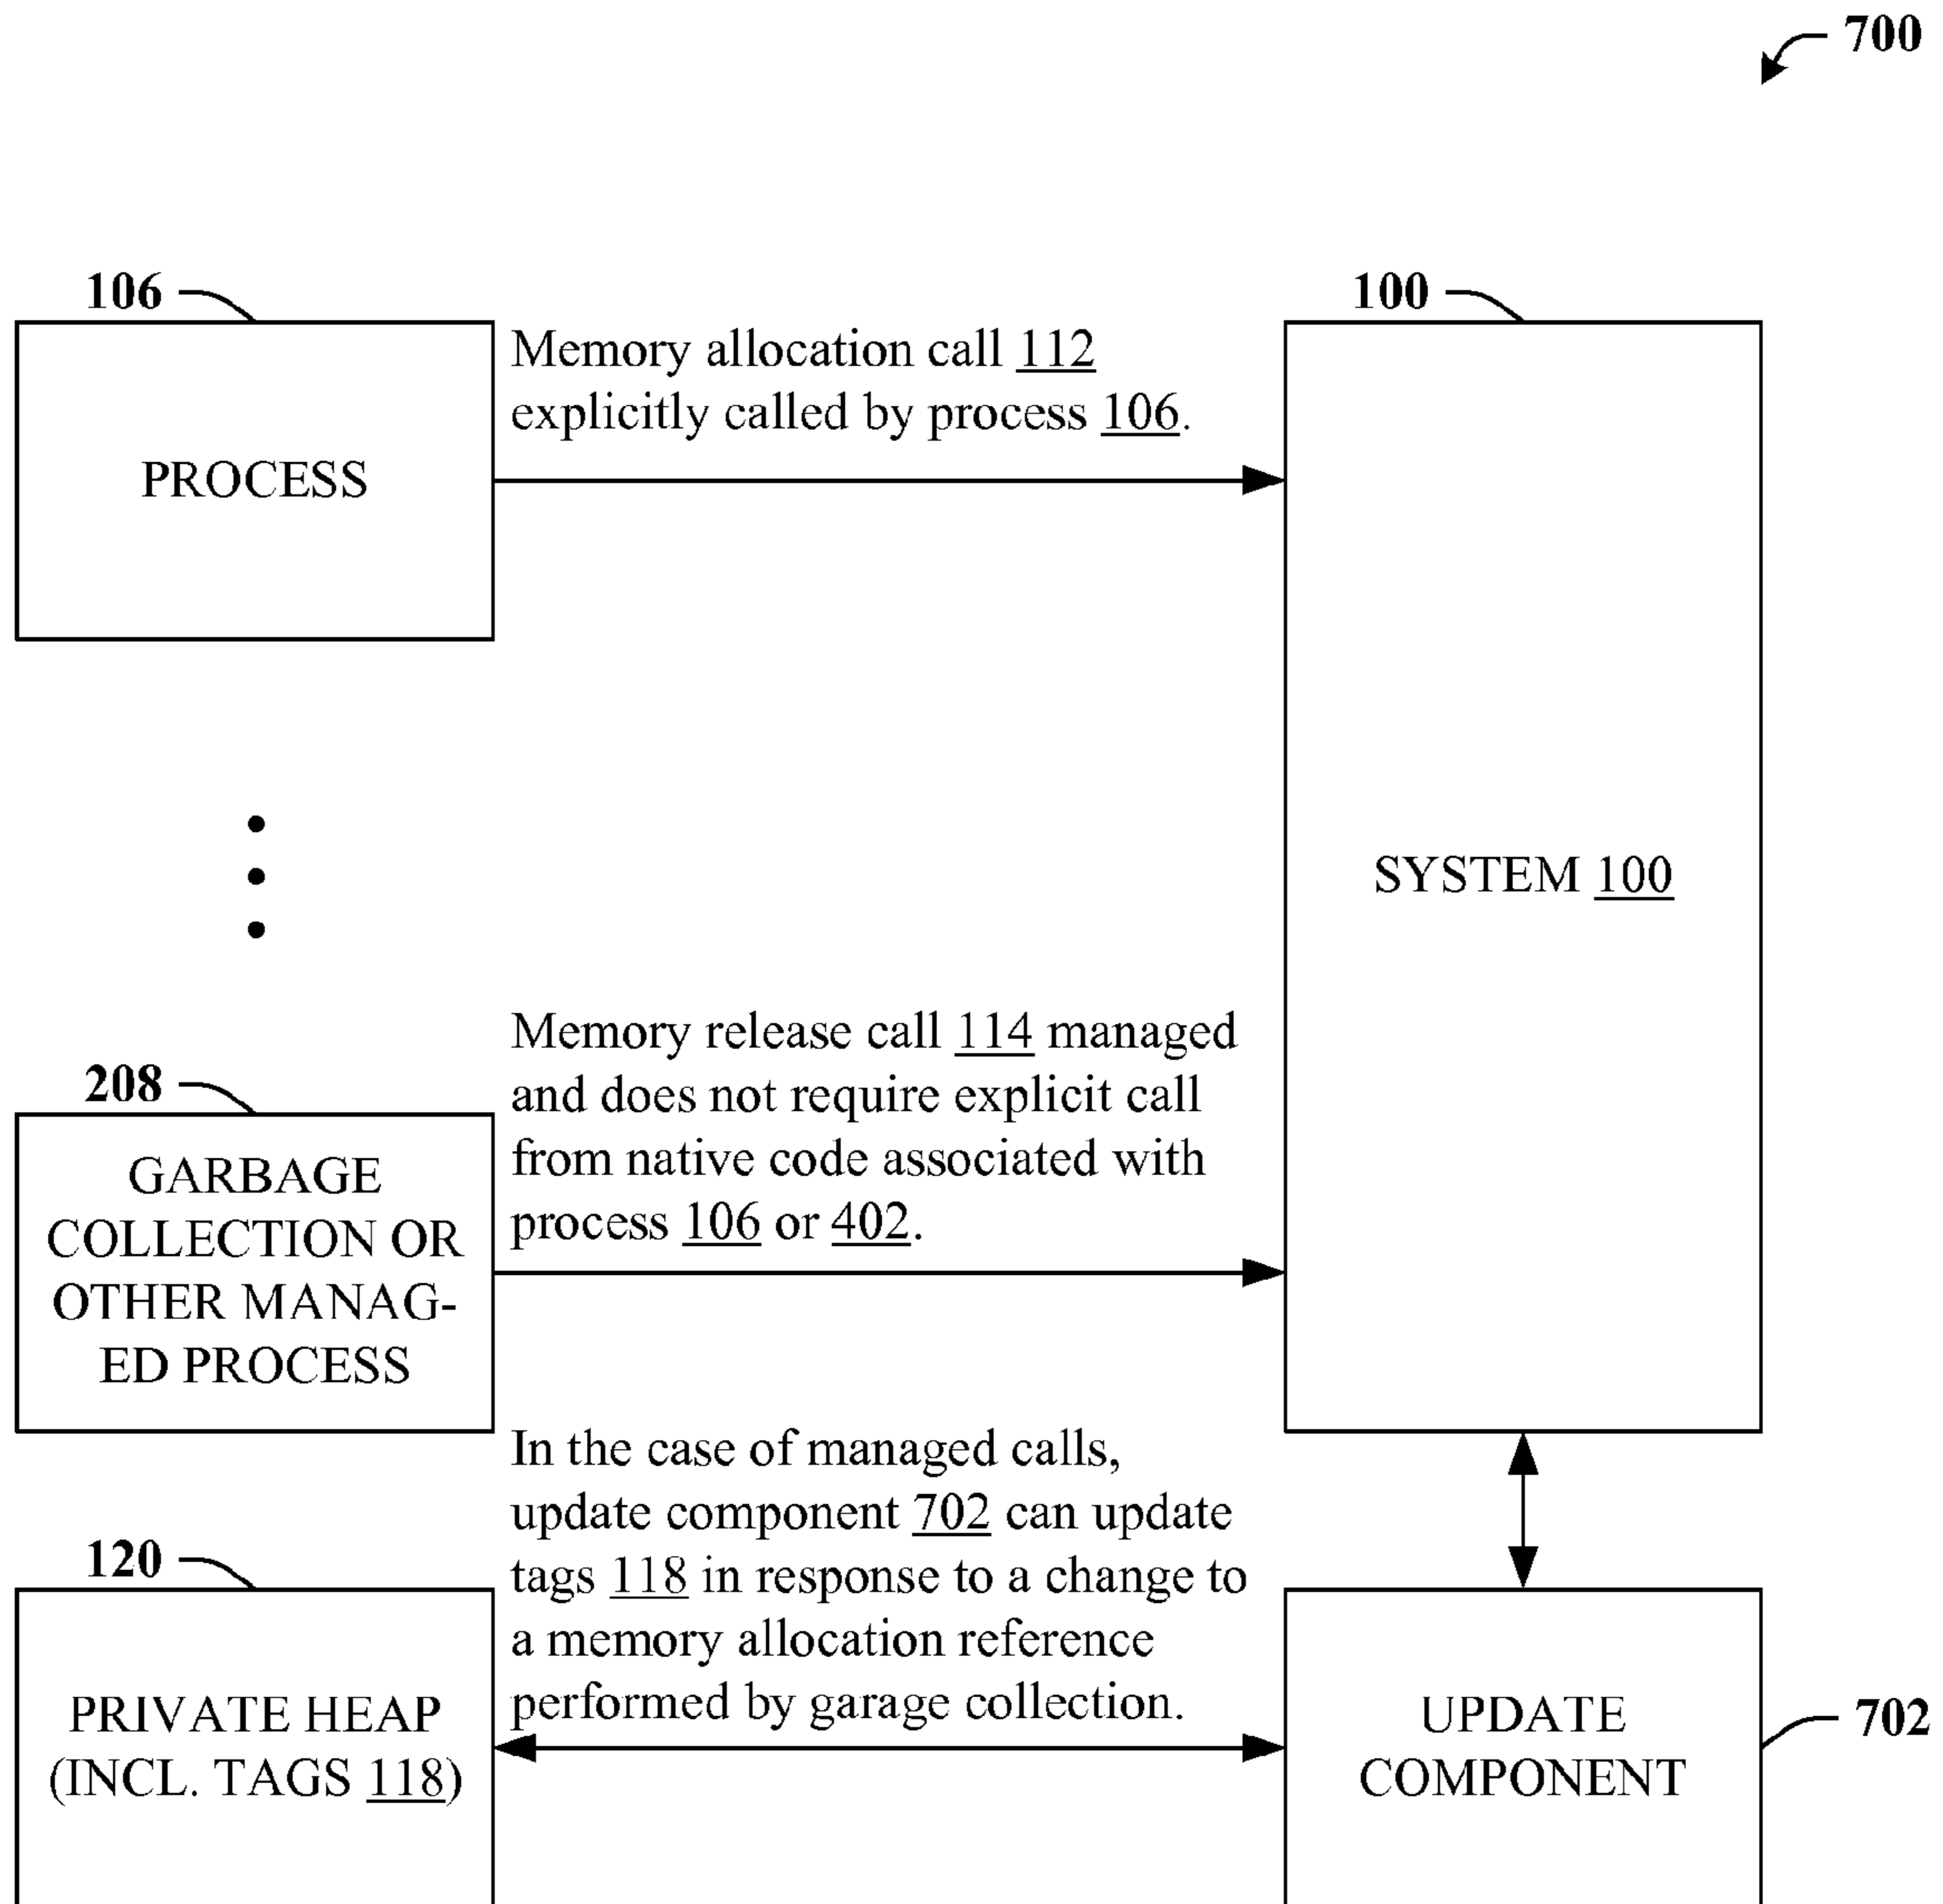 700
106
100
Memory allocation call 112
explicitly called by process 106.
PROCESS
SYSTEM 100
Memory release call 114 managed
and does not require explicit call
from native code associated with
process 106 or 402.
208
GARBAGE
COLLECTION OR
OTHER MANAG-
ED PROCESS
In the case of managed calls,
update component 702 can update
tags 118 in response to a change to
a memory allocation reference
performed by garage collection.
120
PRIVATE HEAP
(INCL. TAGS 118)
UPDATE
COMPONENT
702